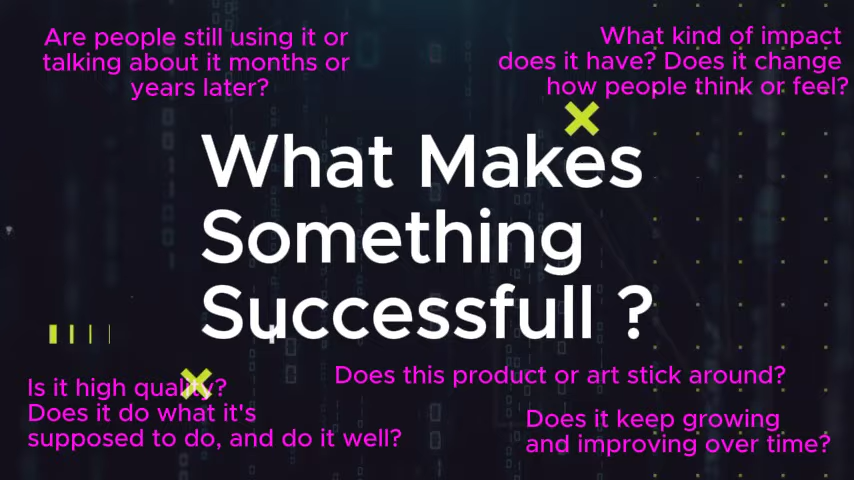 Are people still using it or
talking about it months or
years later?
What kind of impact
does it have? Does it change
how people think or feel?
What Makes
Something
Successfull ?
Is it high quality?
Does it do what it's
supposed to do, and do it well?
Does this product or art stick around?
Does it keep growing
and improving over time?